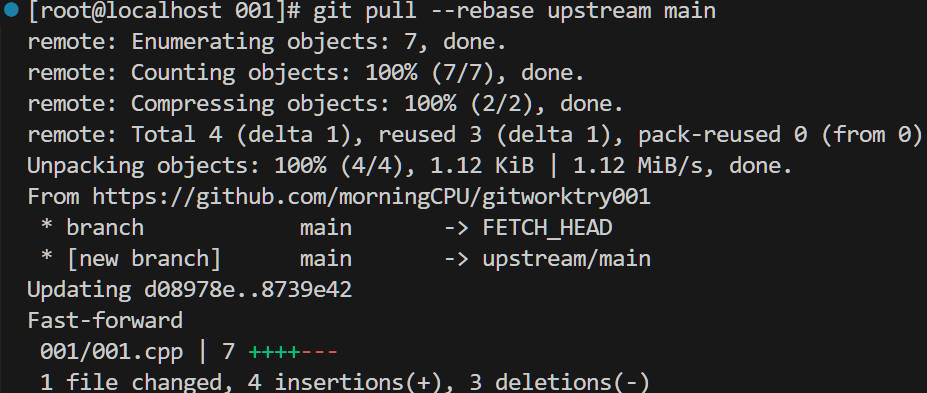 [root@localhost 001]# git pull --rebase upstream main
remote: Enumerating objects: 7, done.
remote: Counting objects: 100% (7/7), done.
remote: Compressing objects: 100% (2/2), done.
remote: Total 4 (delta 1), reused 3 (delta 1), pack-reused 0 (from 0)
Unpacking objects: 100% (4/4), 1.12 KiB | 1.12 MiB/s, done.
From https://github.com/morningCPU/gitworktry001
 * branch            main       -> FETCH_HEAD
 * [new branch]      main       -> upstream/main
Updating d08978e..8739e42
Fast-forward
 001/001.cpp | 7 ++++---
 1 file changed, 4 insertions(+), 3 deletions(-)